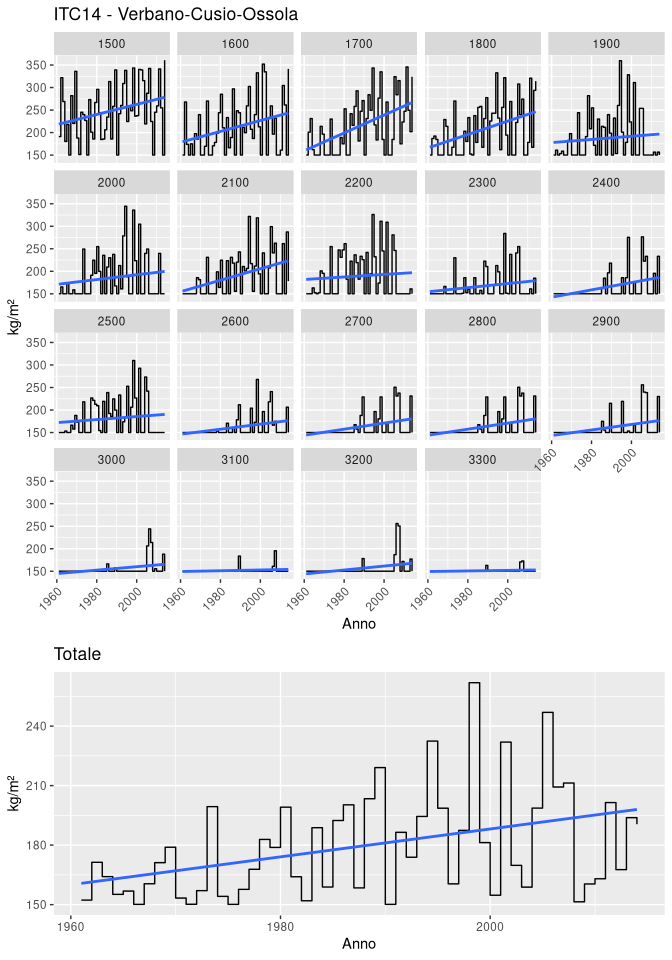 ITC14 - Verbano-Cusio-Ossola
1500 1600 1700 1800 1900
350
300
250
200
150
2000 2100 2200 2300 2400
350
300
250
200
150
kg/m²
2500 2600 2700 2800 2900
350
300
250
200
150
1960 1980 2000
3000 3100 3200 3300
350
300
250
200
150
1960 1980 2000 1960 1980 2000 1960 1980 2000 1960 1980 2000
Anno
Totale
240
210
180
150
kg/m²
1960 1980 2000
Anno